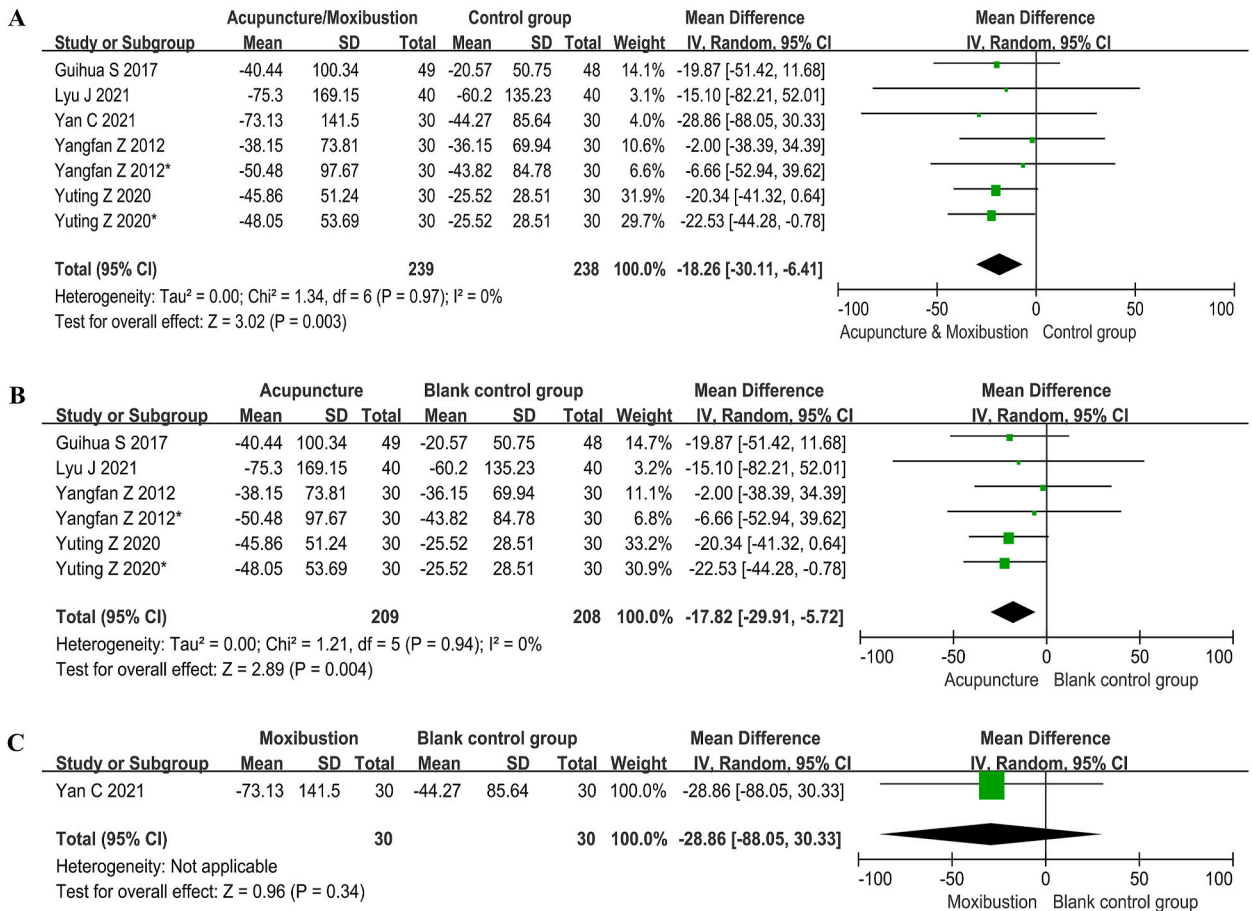 A
Acupuncture/Moxibustion Control group Mean Difference Mean Difference
Study or Subgroup Mean SD Total Mean SD Total Weight IV, Random, 95% CI IV, Random, 95% CI
Guihua S 2017 -40.44 100.34 49 -20.57 50.75 48 14.1% -19.87 [-51.42, 11.68]
Lyu J 2021 -75.3 169.15 40 -60.2 135.23 40 3.1% -15.10 [-82.21, 52.01]
Yan C 2021 -73.13 141.5 30 -44.27 85.64 30 4.0% -28.86 [-88.05, 30.33]
Yangfan Z 2012 -38.15 73.81 30 -36.15 69.94 30 10.6% -2.00 [-38.39, 34.39]
Yangfan Z 2012* -50.48 97.67 30 -43.82 84.78 30 6.6% -6.66 [-52.94, 39.62]
Yuting Z 2020 -45.86 51.24 30 -25.52 28.51 30 31.9% -20.34 [-41.32, 0.64]
Yuting Z 2020* -48.05 53.69 30 -25.52 28.51 30 29.7% -22.53 [-44.28, -0.78]
Total (95% CI) 239 238 100.0% -18.26 [-30.11, -6.41]
Heterogeneity: Tau² = 0.00; Chi² = 1.34, df = 6 (P = 0.97); I² = 0%
Test for overall effect: Z = 3.02 (P = 0.003)
-100 -50 0 50 100
Acupuncture & Moxibustion Control group
B
Acupuncture Blank control group Mean Difference Mean Difference
Study or Subgroup Mean SD Total Mean SD Total Weight IV, Random, 95% CI IV, Random, 95% CI
Guihua S 2017 -40.44 100.34 49 -20.57 50.75 48 14.7% -19.87 [-51.42, 11.68]
Lyu J 2021 -75.3 169.15 40 -60.2 135.23 40 3.2% -15.10 [-82.21, 52.01]
Yangfan Z 2012 -38.15 73.81 30 -36.15 69.94 30 11.1% -2.00 [-38.39, 34.39]
Yangfan Z 2012* -50.48 97.67 30 -43.82 84.78 30 6.8% -6.66 [-52.94, 39.62]
Yuting Z 2020 -45.86 51.24 30 -25.52 28.51 30 33.2% -20.34 [-41.32, 0.64]
Yuting Z 2020* -48.05 53.69 30 -25.52 28.51 30 30.9% -22.53 [-44.28, -0.78]
Total (95% CI) 209 208 100.0% -17.82 [-29.91, -5.72]
Heterogeneity: Tau² = 0.00; Chi² = 1.21, df = 5 (P = 0.94); I² = 0%
Test for overall effect: Z = 2.89 (P = 0.004)
-100 -50 0 50 100
Acupuncture Blank control group
C
Moxibustion Blank control group Mean Difference Mean Difference
Study or Subgroup Mean SD Total Mean SD Total Weight IV, Random, 95% CI IV, Random, 95% CI
Yan C 2021 -73.13 141.5 30 -44.27 85.64 30 100.0% -28.86 [-88.05, 30.33]
Total (95% CI) 30 30 100.0% -28.86 [-88.05, 30.33]
Heterogeneity: Not applicable
Test for overall effect: Z = 0.96 (P = 0.34)
-100 -50 0 50 100
Moxibustion Blank control group